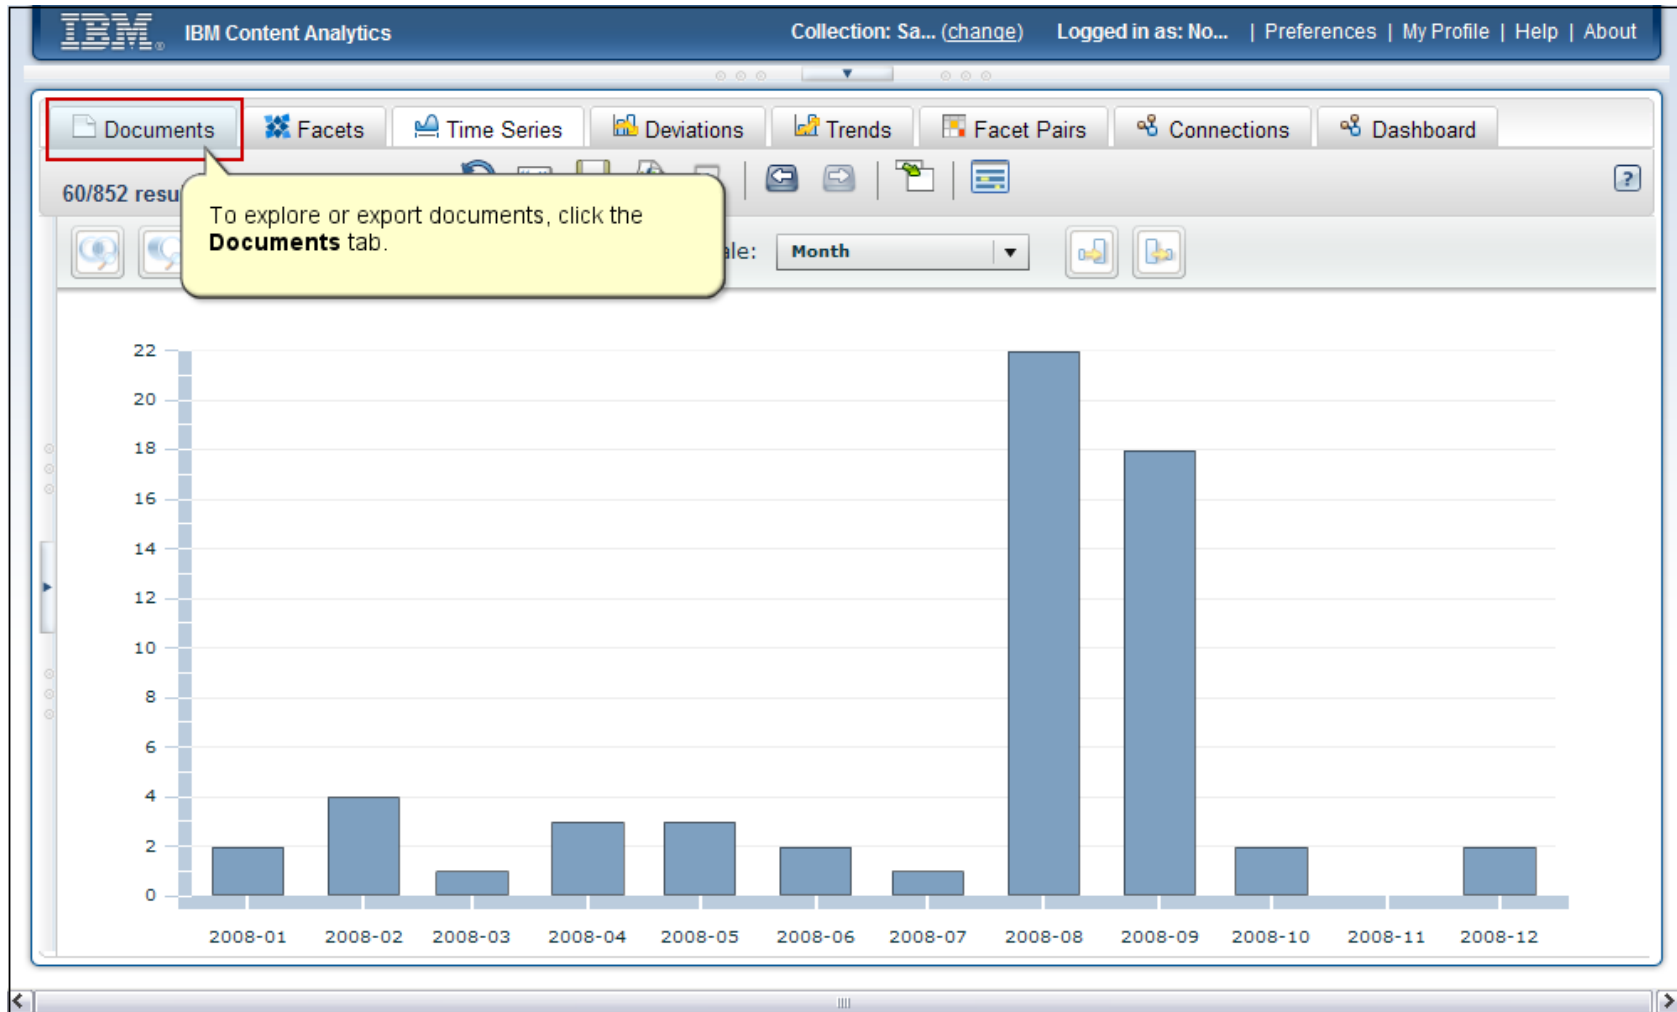 IBM® IBM Content Analytics Collection: Sa... (change) Logged in as: No... | Preferences | My Profile | Help | About
Documents Facets Time Series Deviations Trends Facet Pairs Connections Dashboard
60/852 ?
To explore or export documents, click the
Documents tab.
Month
22
20
18
16
14
12
10
8
6
4
2
0
2008-01 2008-02 2008-03 2008-04 2008-05 2008-06 2008-07 2008-08 2008-09 2008-10 2008-11 2008-12